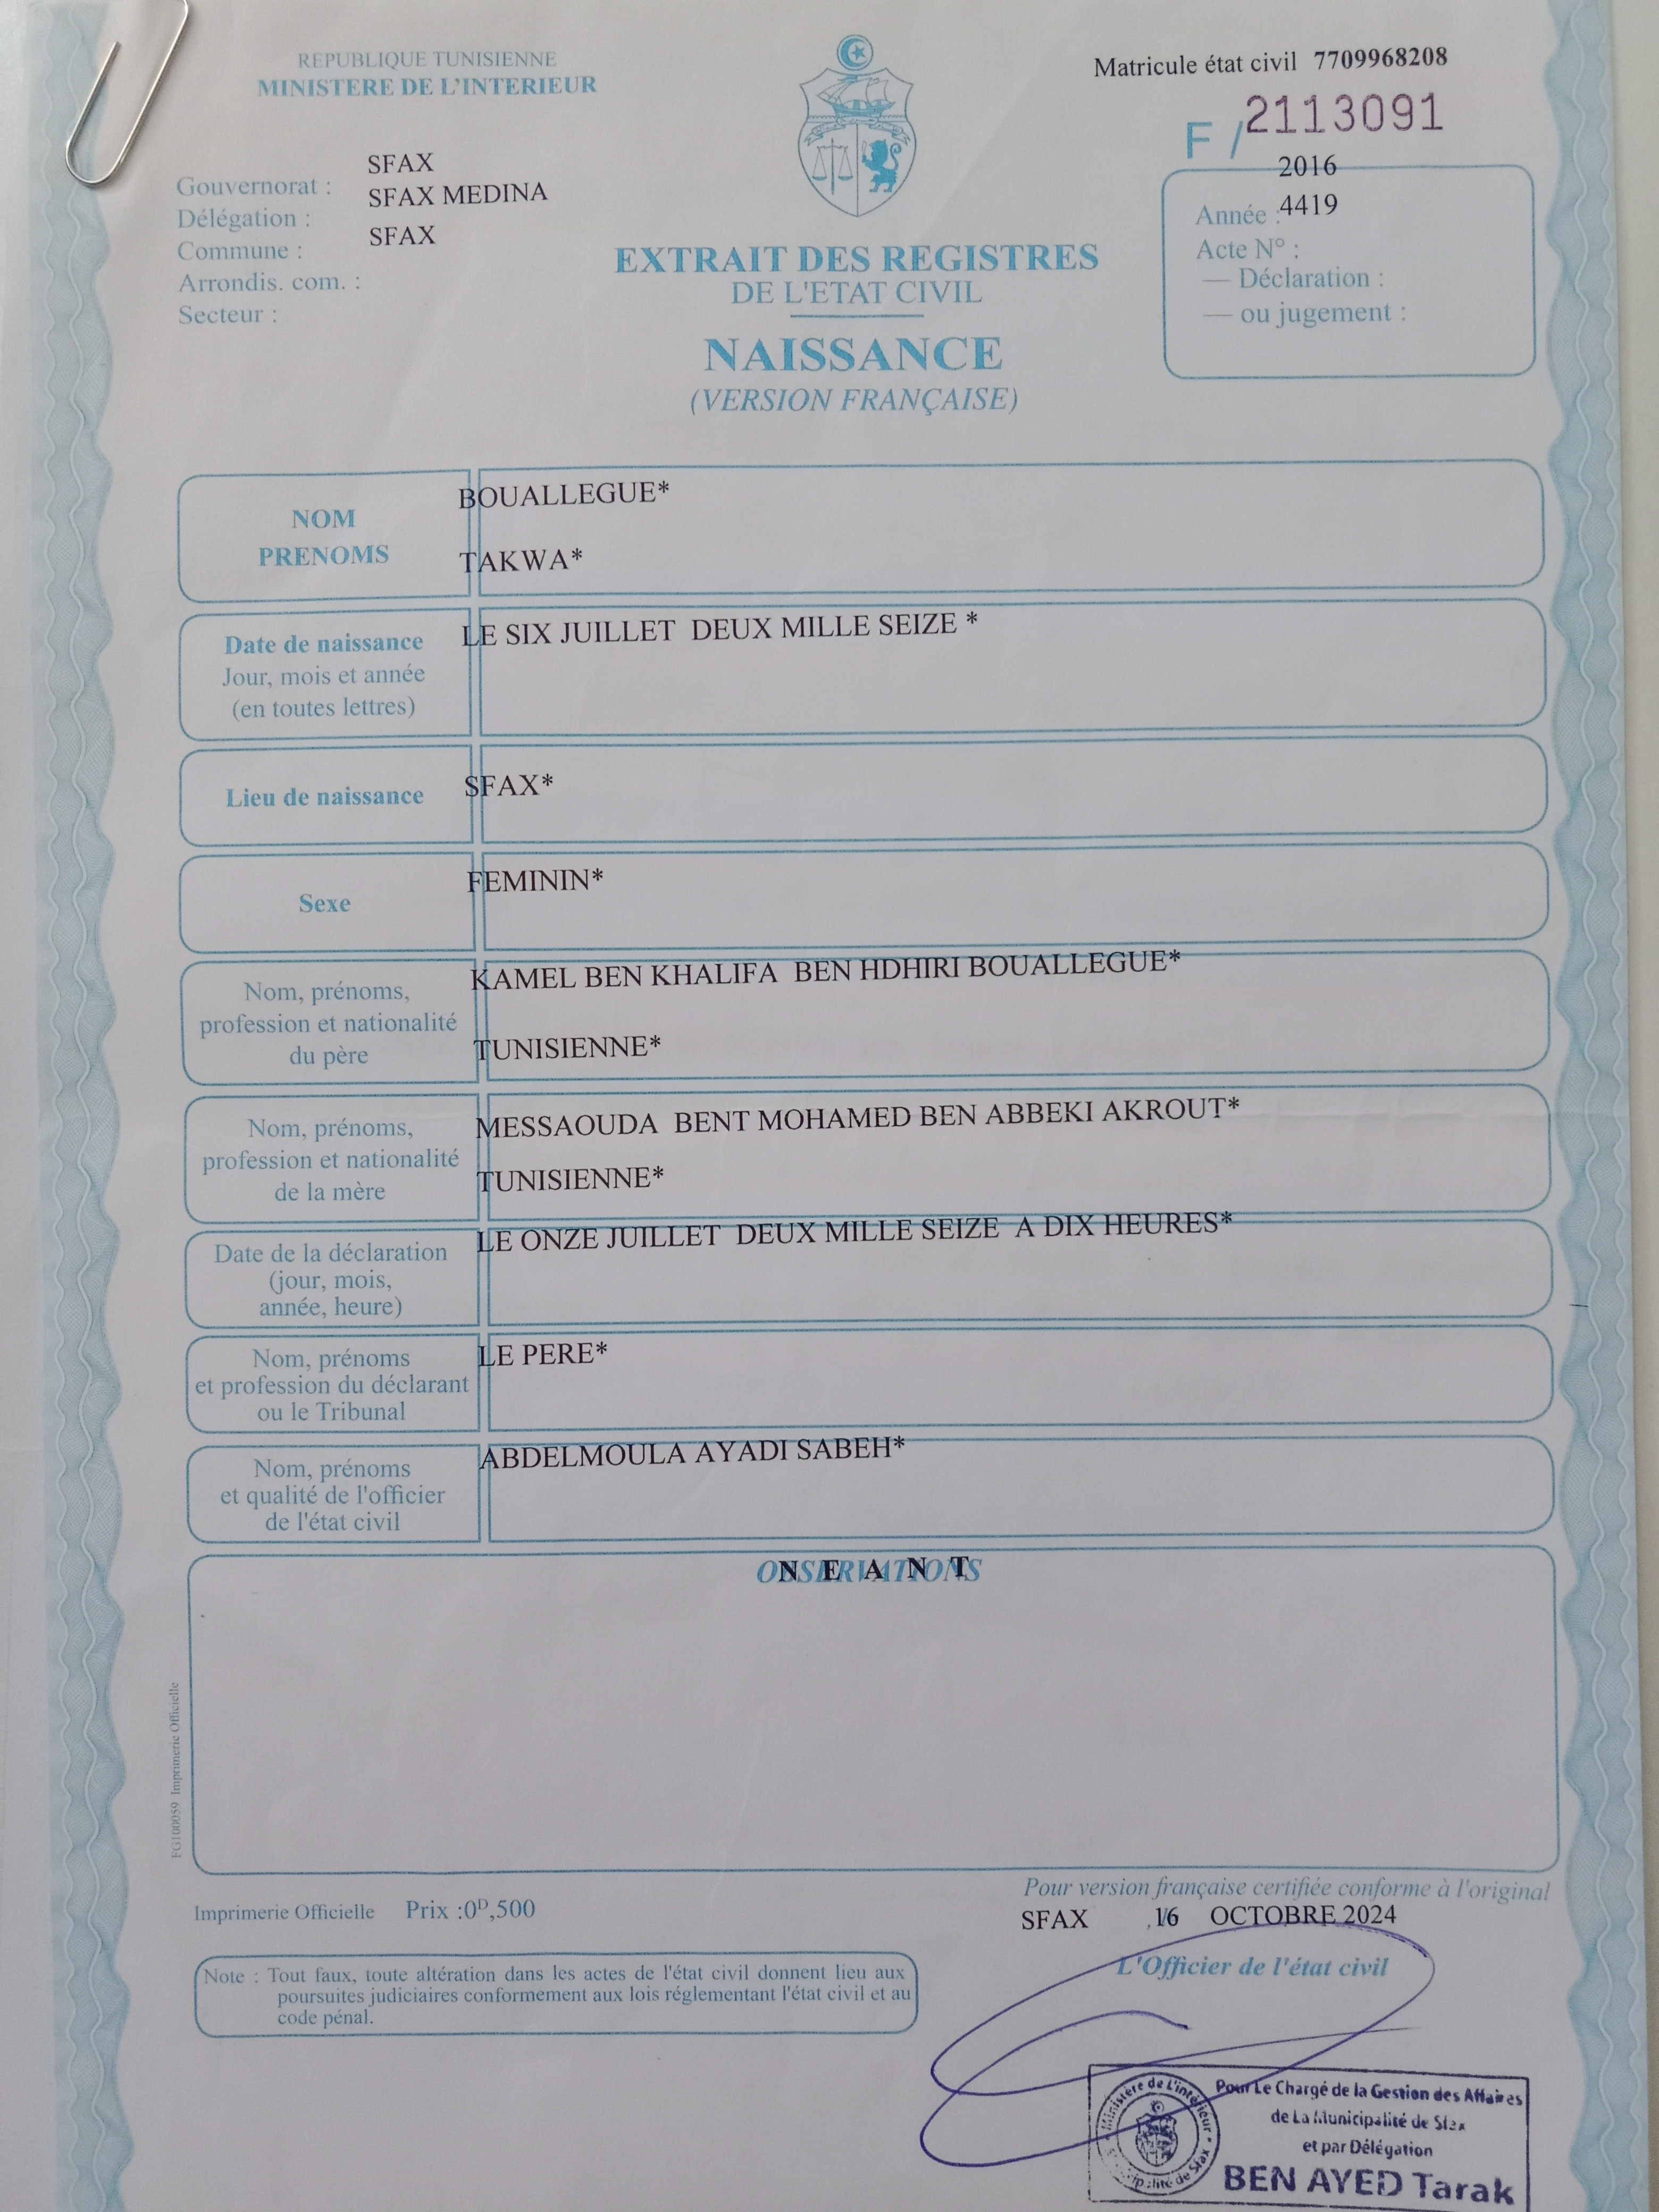 REPUBLIQUE TUNISIENNE
MINISTERE DE L'INTERIEUR
Matricule état civil 7709968208
F / 2113091
Gouvernorat : SFAX
Délégation : SFAX MEDINA
Commune : SFAX
Arrondis. com. :
Secteur :
2016
Année : 4419
Acte N° :
— Déclaration :
— ou jugement :
EXTRAIT DES REGISTRES
DE L'ETAT CIVIL
NAISSANCE
(VERSION FRANÇAISE)
NOM BOUALLEGUE*
PRENOMS TAKWA*
Date de naissance LE SIX JUILLET DEUX MILLE SEIZE *
Jour, mois et année
(en toutes lettres)
Lieu de naissance SFAX*
Sexe FEMININ*
KAMEL BEN KHALIFA BEN HDHIRI BOUALLEGUE*
Nom, prénoms,
profession et nationalité
du père TUNISIENNE*
Nom, prénoms, MESSAOUDA BENT MOHAMED BEN ABBEKI AKROUT*
profession et nationalité
de la mère TUNISIENNE*
Date de la déclaration LE ONZE JUILLET DEUX MILLE SEIZE A DIX HEURES*
(jour, mois,
année, heure)
Nom, prénoms LE PERE*
et profession du déclarant
ou le Tribunal
Nom, prénoms ABDELMOULA AYADI SABEH*
et qualité de l'officier
de l'état civil
OBSERVATIONS
N E A N T
FG100059 Imprimerie Officielle
Imprimerie Officielle Prix :0ᴰ,500
Pour version française certifiée conforme à l'original
SFAX ,16 OCTOBRE 2024
L'Officier de l'état civil
Note : Tout faux, toute altération dans les actes de l'état civil donnent lieu aux
poursuites judiciaires conformement aux lois réglementant l'état civil et au
code pénal.
Ministère de L'intérieur * Municipalité de Sfax *
Pour Le Chargé de la Gestion des Affaires
de La Municipalité de Sfax
et par Délégation
BEN AYED Tarak